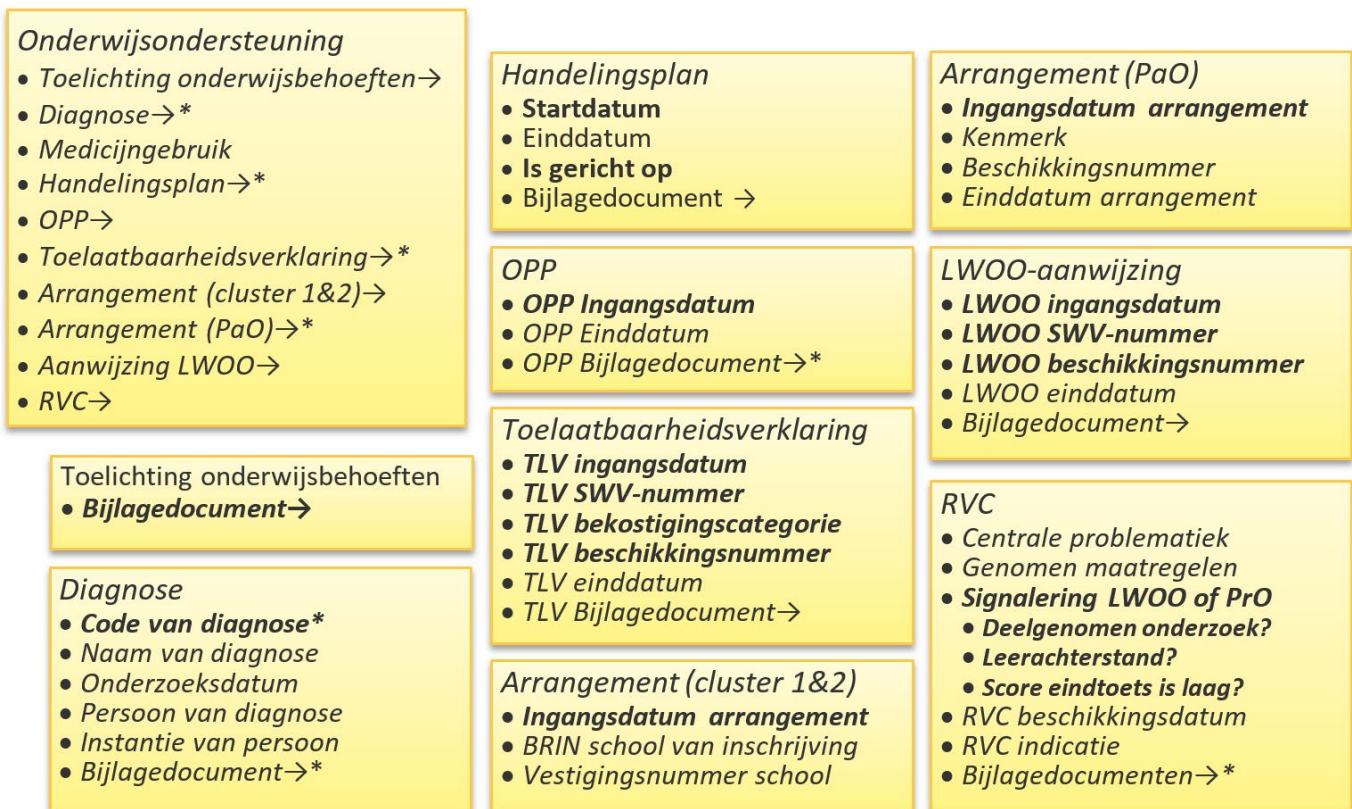 Onderwijsondersteuning
• Toelichting onderwijsbehoeften→
• Diagnose→*
• Medicijngebruik
• Handelingsplan→*
• OPP→
• Toelaatbaarheidsverklaring→*
• Arrangement (cluster 1&2)→
• Arrangement (PaO)→*
• Aanwijzing LWOO→
• RVC→
Toelichting onderwijsbehoeften
• Bijlagedocument→
Diagnose
• Code van diagnose*
• Naam van diagnose
• Onderzoeksdatum
• Persoon van diagnose
• Instantie van persoon
• Bijlagedocument→*
Handelingsplan
• Startdatum
• Einddatum
• Is gericht op
• Bijlagedocument →
OPP
• OPP Ingangsdatum
• OPP Einddatum
• OPP Bijlagedocument→*
Toelaatbaarheidsverklaring
• TLV ingangsdatum
• TLV SWV-nummer
• TLV bekostigingscategorie
• TLV beschikkingsnummer
• TLV einddatum
• TLV Bijlagedocument→
Arrangement (cluster 1&2)
• Ingangsdatum arrangement
• BRIN school van inschrijving
• Vestigingsnummer school
Arrangement (PaO)
• Ingangsdatum arrangement
• Kenmerk
• Beschikkingsnummer
• Einddatum arrangement
LWOO-aanwijzing
• LWOO ingangsdatum
• LWOO SWV-nummer
• LWOO beschikkingsnummer
• LWOO einddatum
• Bijlagedocument→
RVC
• Centrale problematiek
• Genomen maatregelen
• Signalering LWOO of PrO
• Deelgenomen onderzoek?
• Leerachterstand?
• Score eindtoets is laag?
• RVC beschikkingsdatum
• RVC indicatie
• Bijlagedocumenten→*